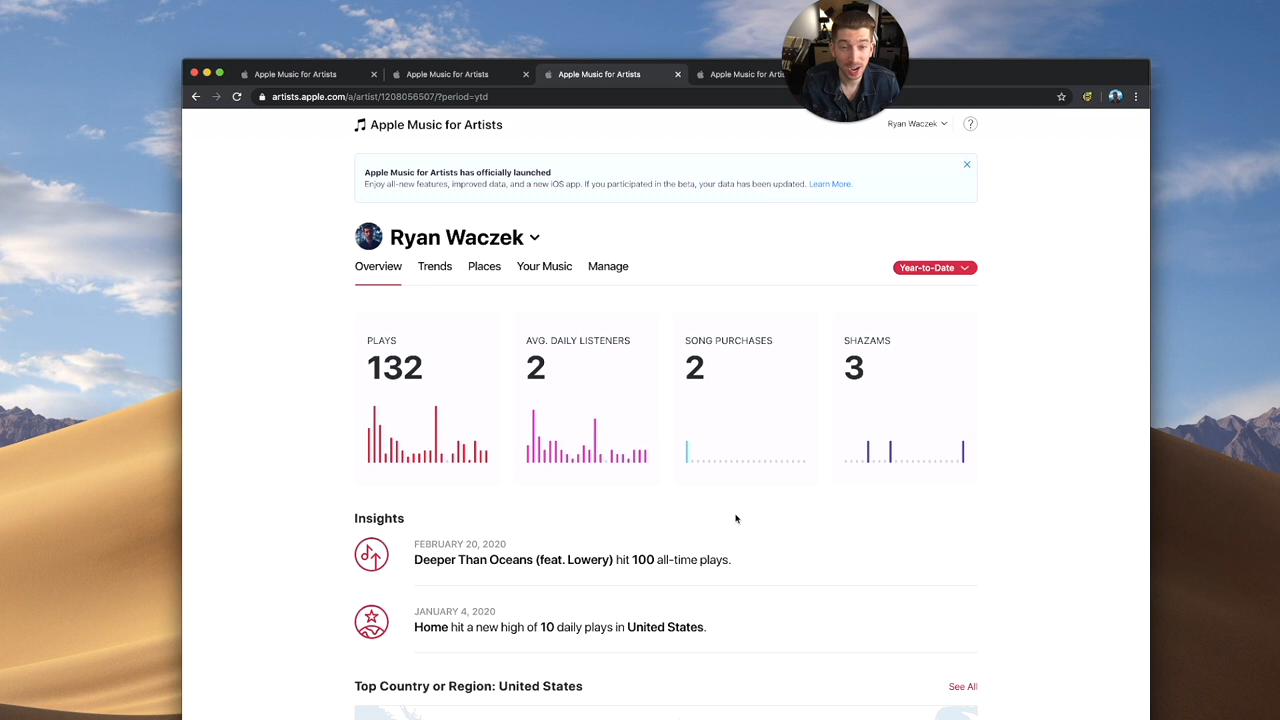 Apple Music for Artists
Apple Music for Artists
Apple Music for Artists
Apple Music for Arti
artists.apple.com/a/artist/1208056507/?period=ytd
Apple Music for Artists
Ryan Waczek
?
Apple Music for Artists has officially launched
Enjoy all-new features, improved data, and a new iOS app. If you participated in the beta, your data has been updated. Learn More.
Ryan Waczek
Overview Trends Places Your Music Manage
Year-to-Date
PLAYS
132
AVG. DAILY LISTENERS
2
SONG PURCHASES
2
SHAZAMS
3
Insights
FEBRUARY 20, 2020
Deeper Than Oceans (feat. Lowery) hit 100 all-time plays.
JANUARY 4, 2020
Home hit a new high of 10 daily plays in United States.
Top Country or Region: United States
See All